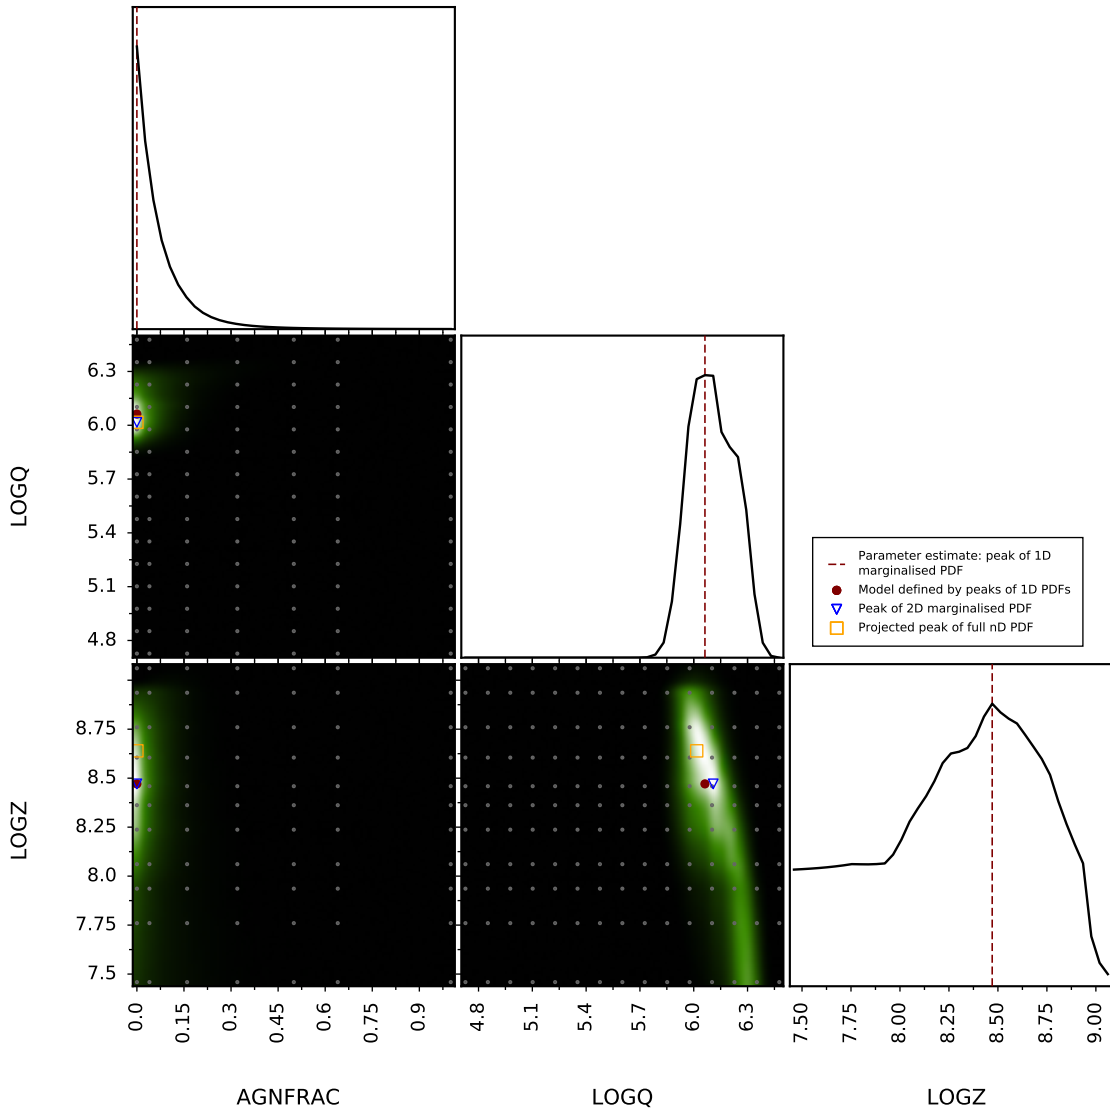 6.3
6.0
5.7
5.4
5.1
4.8
LOGQ
Parameter estimate: peak of 1D
marginalised PDF
Model defined by peaks of 1D PDFs
Peak of 2D marginalised PDF
Projected peak of full nD PDF
8.75
8.5
8.25
8.0
7.75
7.5
LOGZ
0.0 0.15 0.3 0.45 0.6 0.75 0.9
4.8 5.1 5.4 5.7 6.0 6.3
7.50 7.75 8.00 8.25 8.50 8.75 9.00
AGNFRAC LOGQ LOGZ